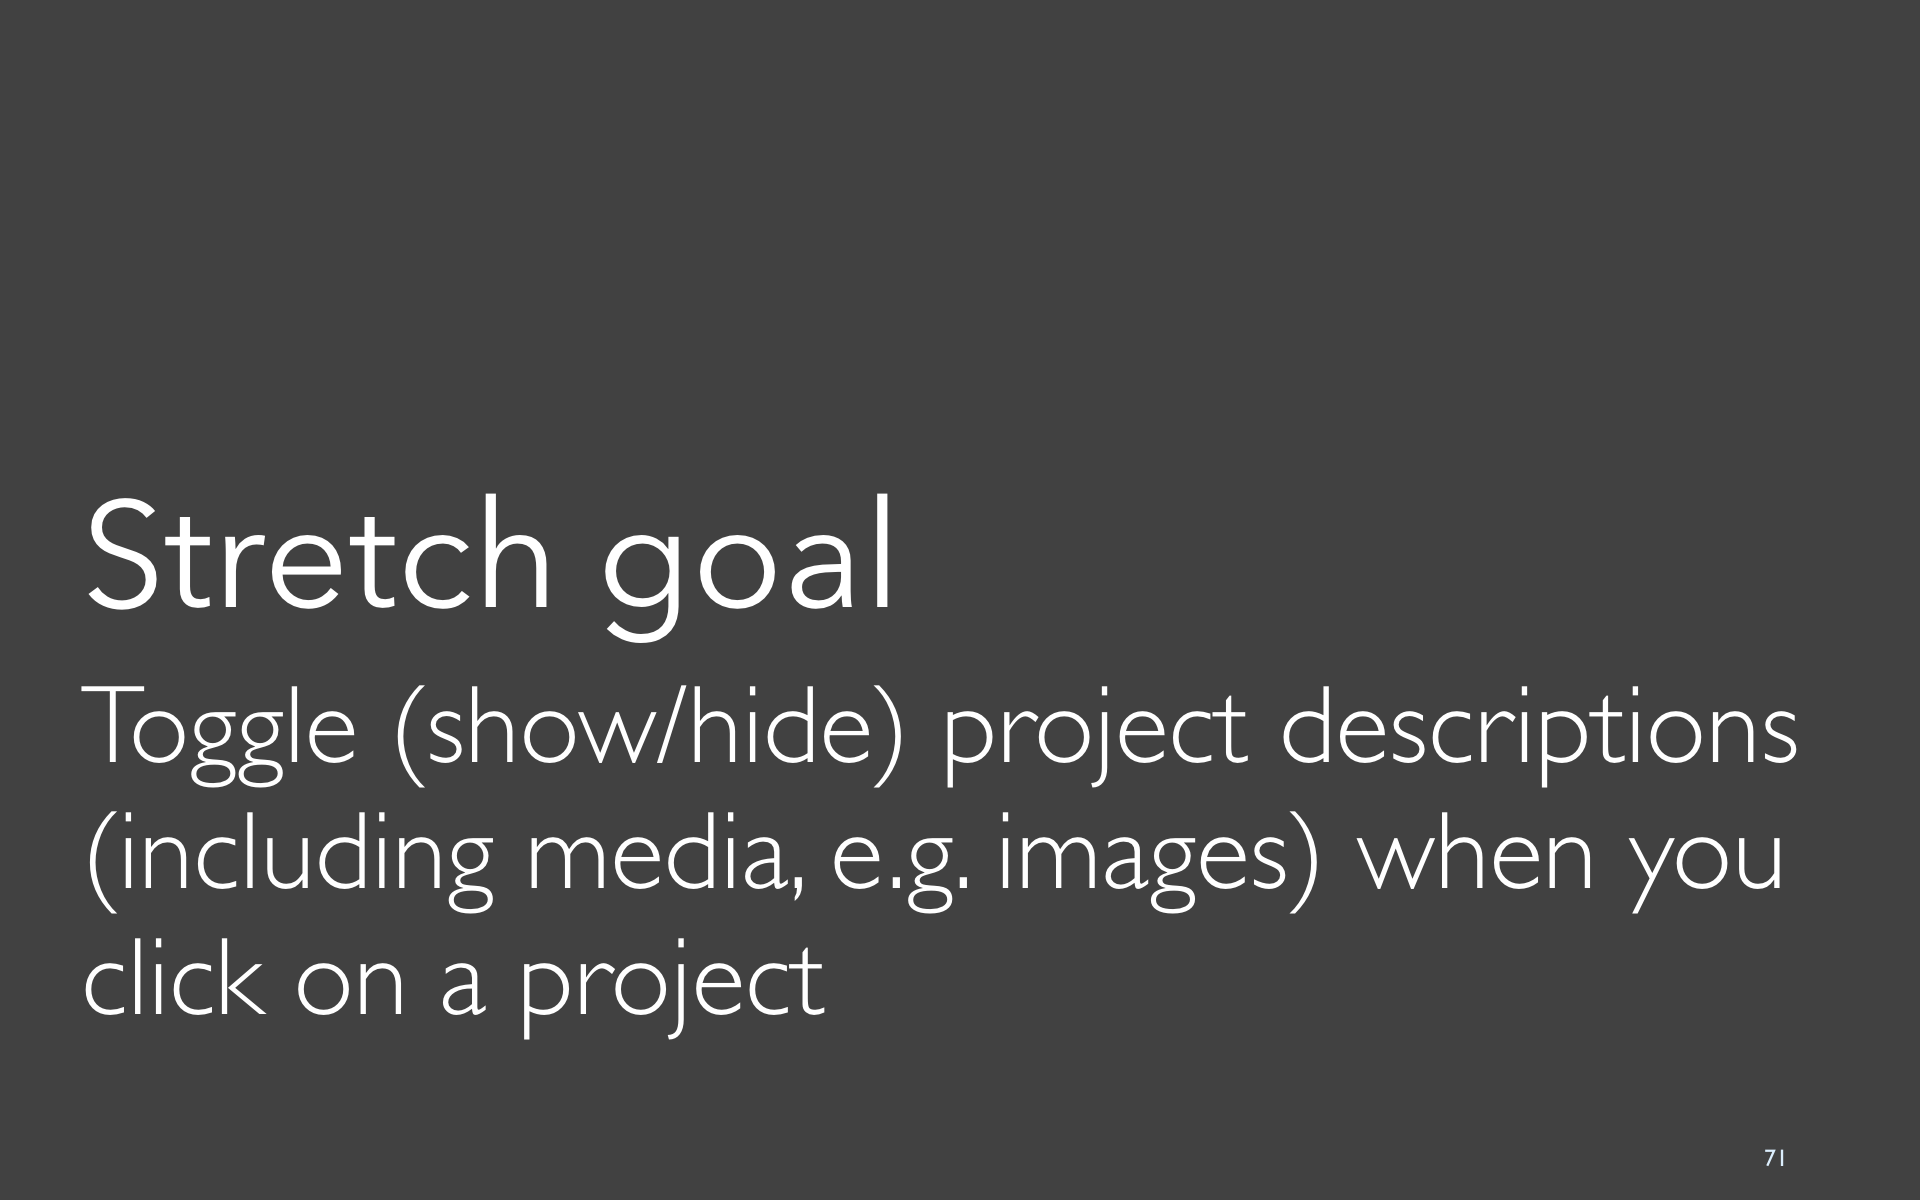 Stretch goal
Toggle (show/hide) project descriptions
(including media, e.g. images) when you
click on a project
71